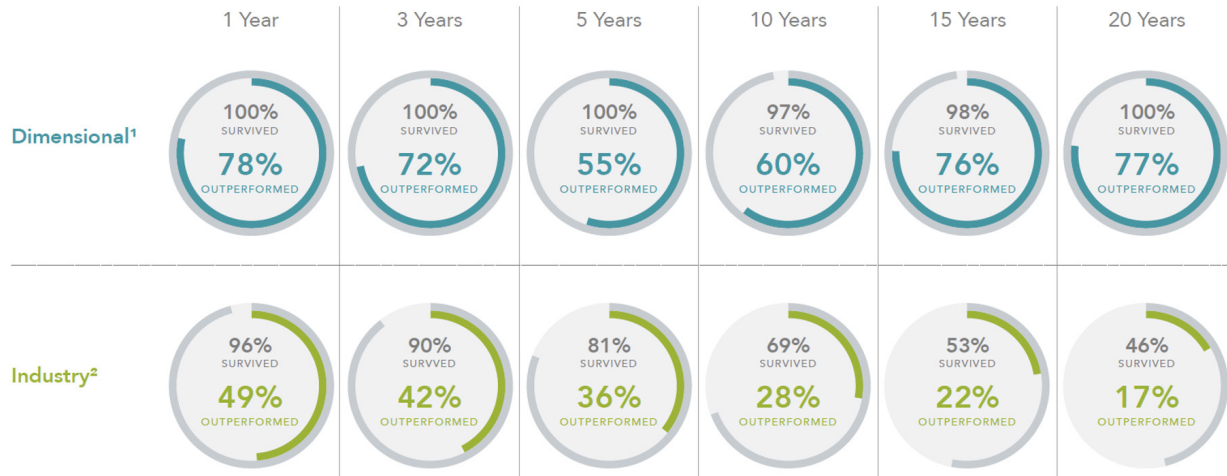 1 Year
3 Years
5 Years
10 Years
15 Years
20 Years
Dimensional¹
100%
SURVIVED
78%
OUTPERFORMED
100%
SURVIVED
72%
OUTPERFORMED
100%
SURVIVED
55%
OUTPERFORMED
97%
SURVIVED
60%
OUTPERFORMED
98%
SURVIVED
76%
OUTPERFORMED
100%
SURVIVED
77%
OUTPERFORMED
Industry²
96%
SURVIVED
49%
OUTPERFORMED
90%
SURVVED
42%
OUTPERFORMED
81%
SURVIVED
36%
OUTPERFORMED
69%
SURVIVED
28%
OUTPERFORMED
53%
SURVIVED
22%
OUTPERFORMED
46%
SURVIVED
17%
OUTPERFORMED